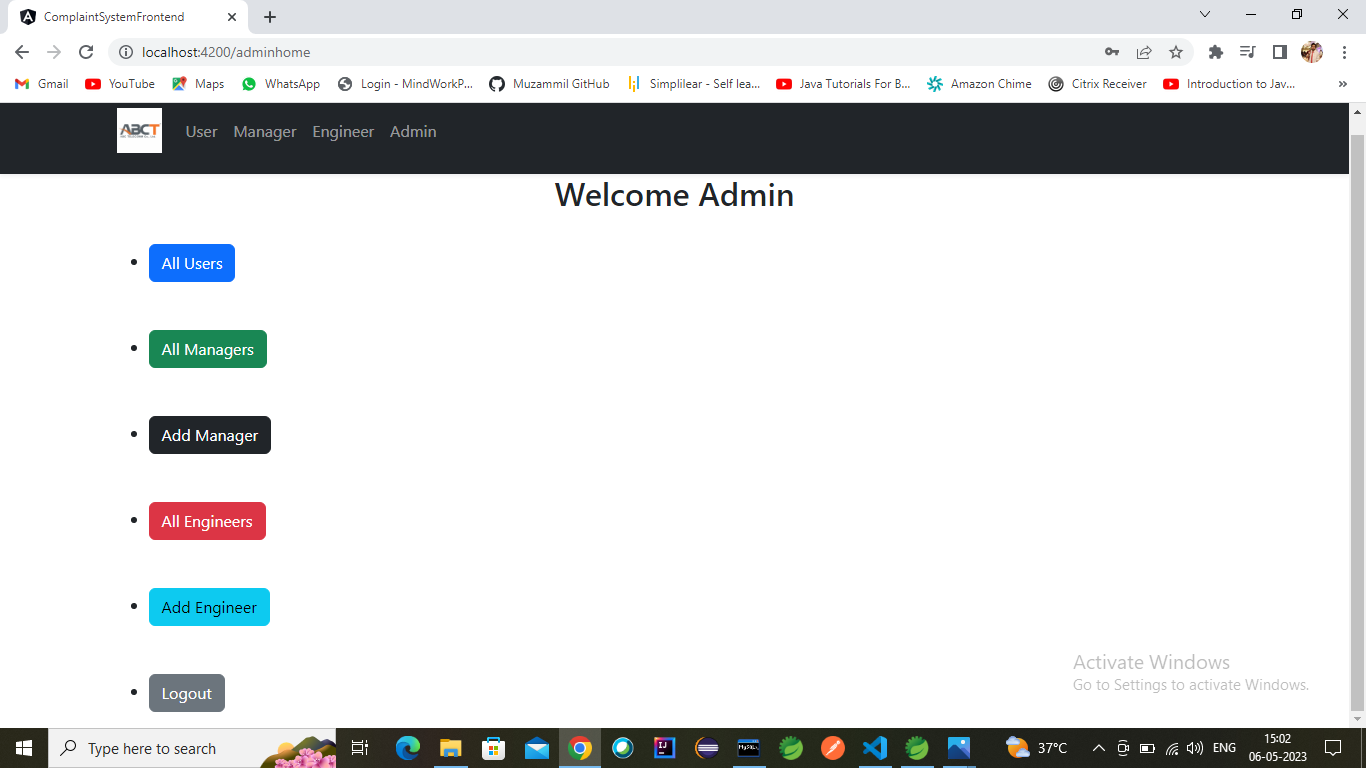 ComplaintSystemFrontend
localhost:4200/adminhome
Gmail YouTube Maps WhatsApp Login - MindWorkP... Muzammil GitHub Simplilear - Self lea... Java Tutorials For B... Amazon Chime Citrix Receiver Introduction to Jav...
ABCT User Manager Engineer Admin
Welcome Admin
All Users
All Managers
Add Manager
All Engineers
Add Engineer
Activate Windows
Go to Settings to activate Windows.
Logout
Type here to search
37°C ENG 15:02
06-05-2023